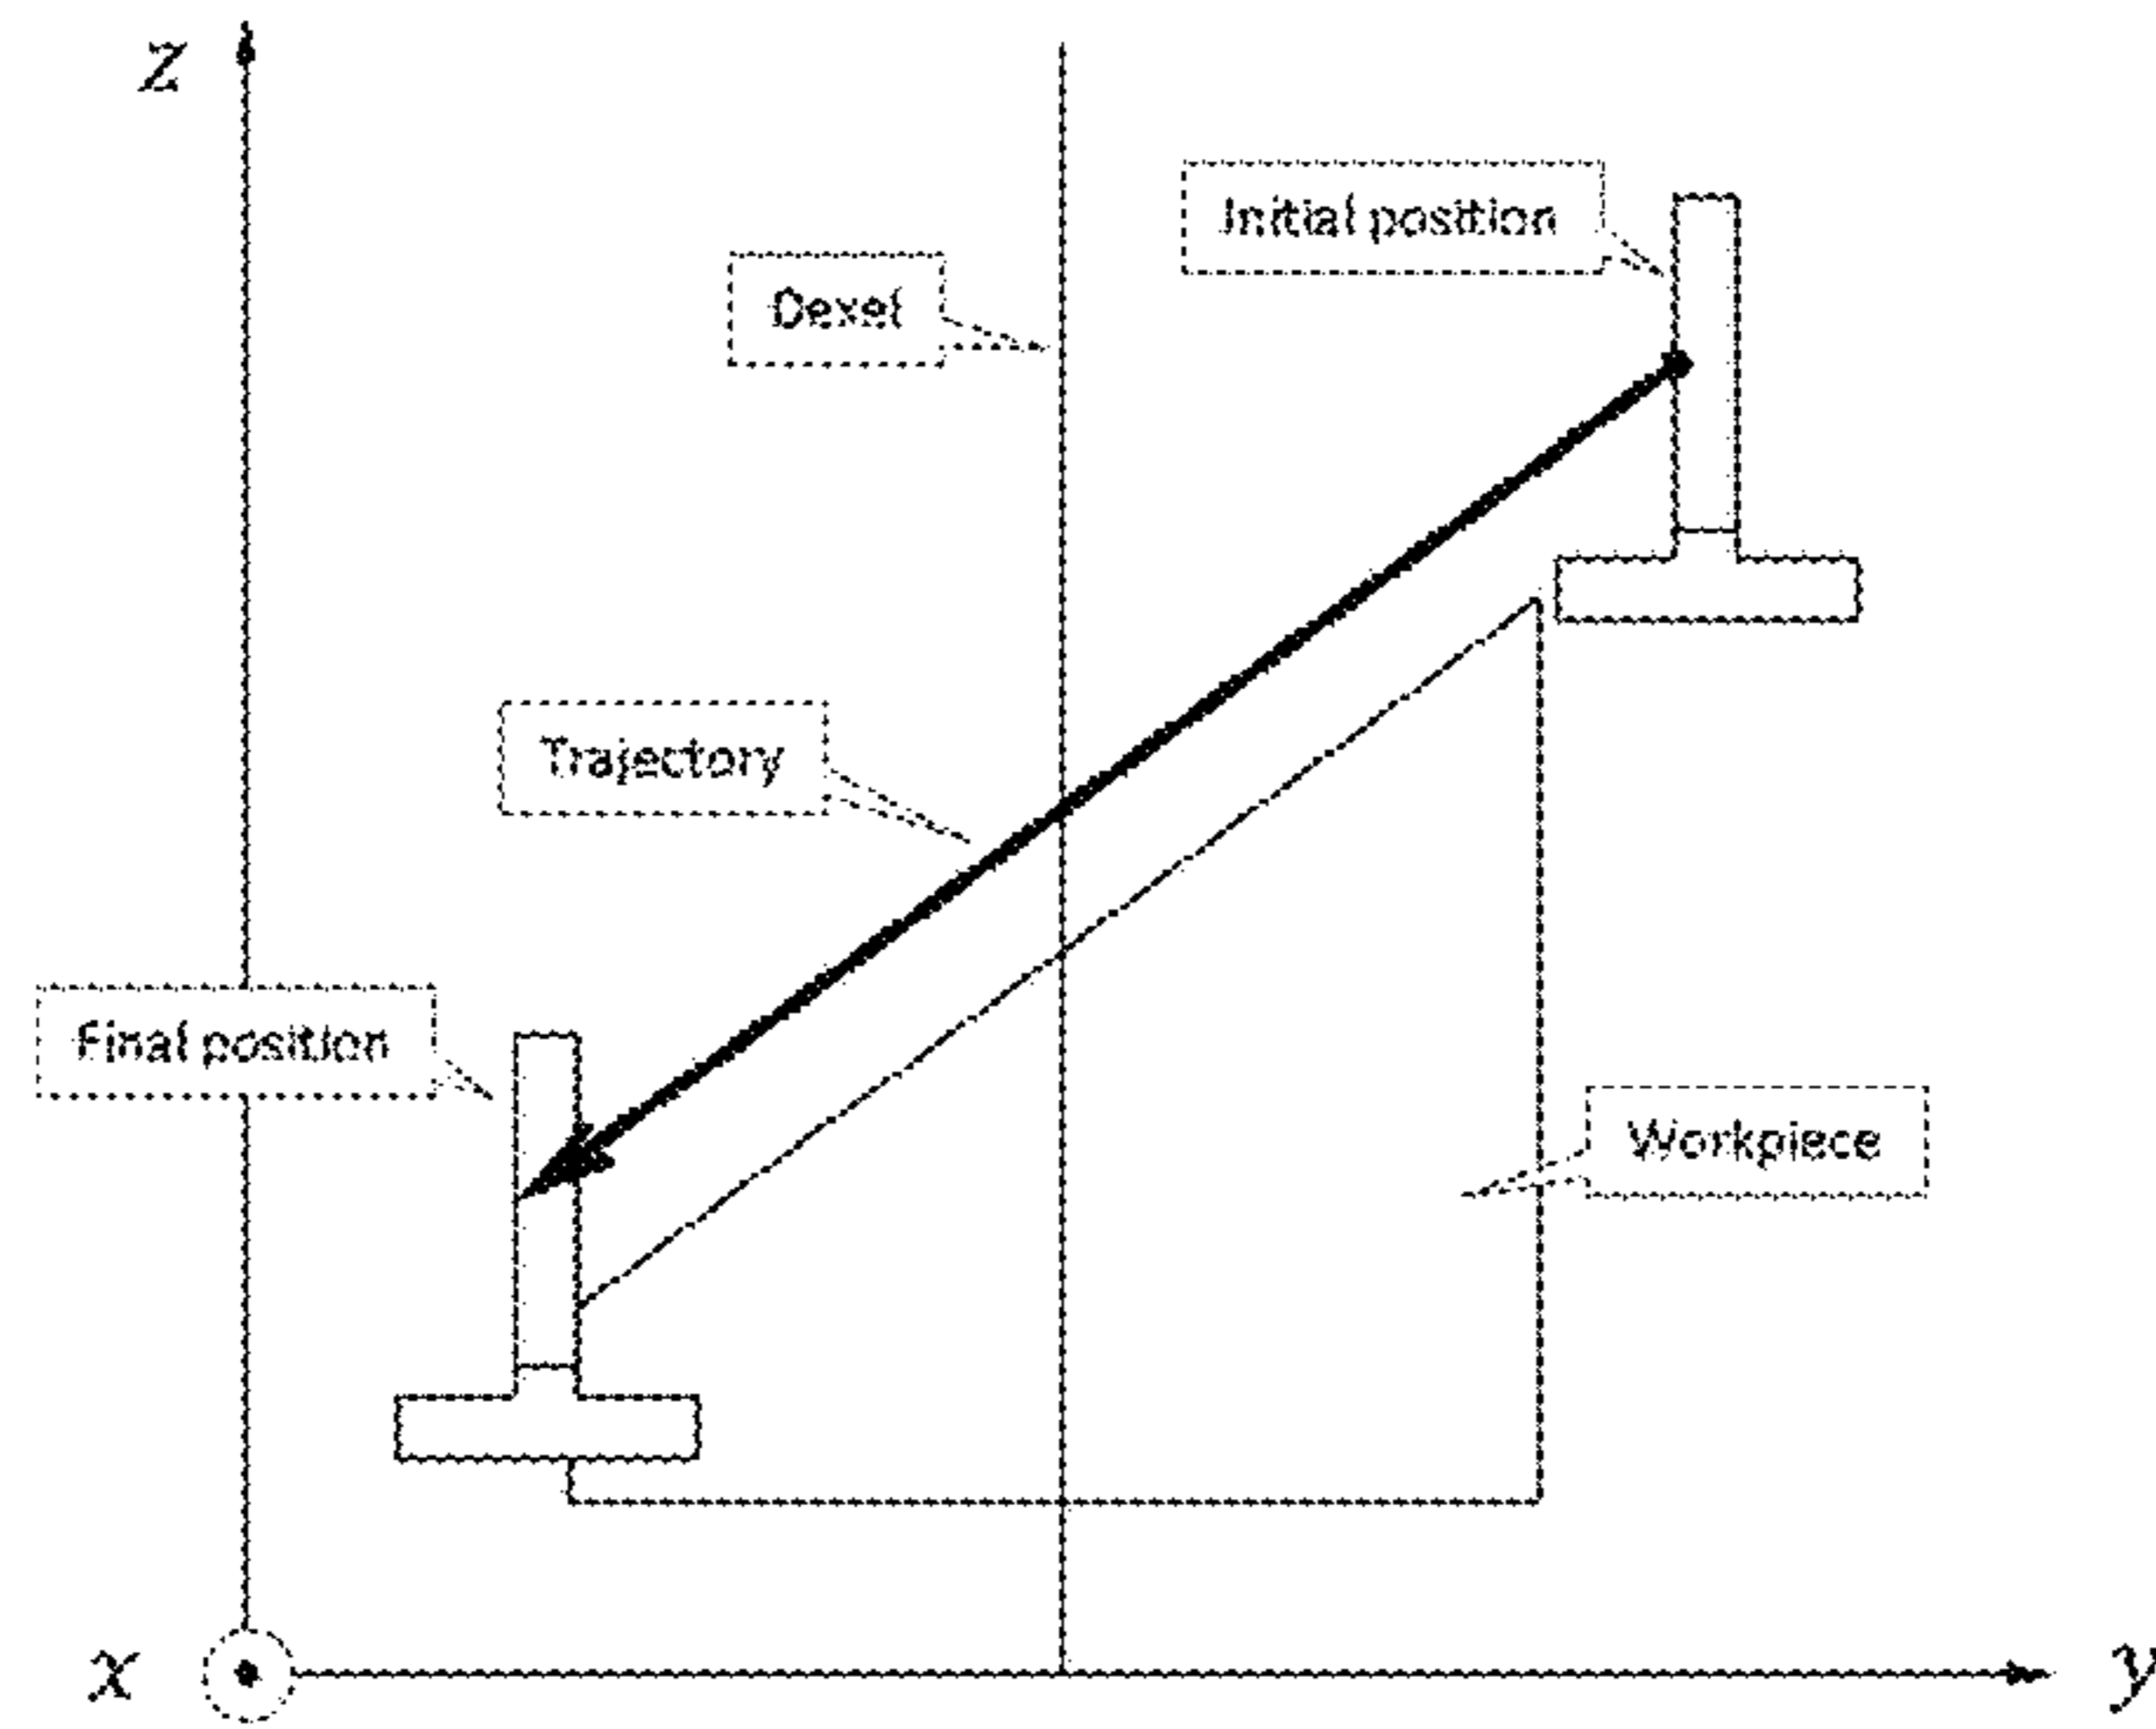 z
Initial position
Dexel
Trajectory
Final position
Workpiece
x
y